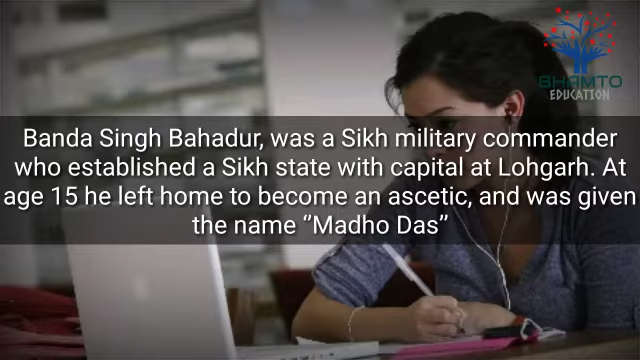 BHAMTO
EDUCATION
Banda Singh Bahadur, was a Sikh military commander
who established a Sikh state with capital at Lohgarh. At
age 15 he left home to become an ascetic, and was given
the name ‘’Madho Das’’